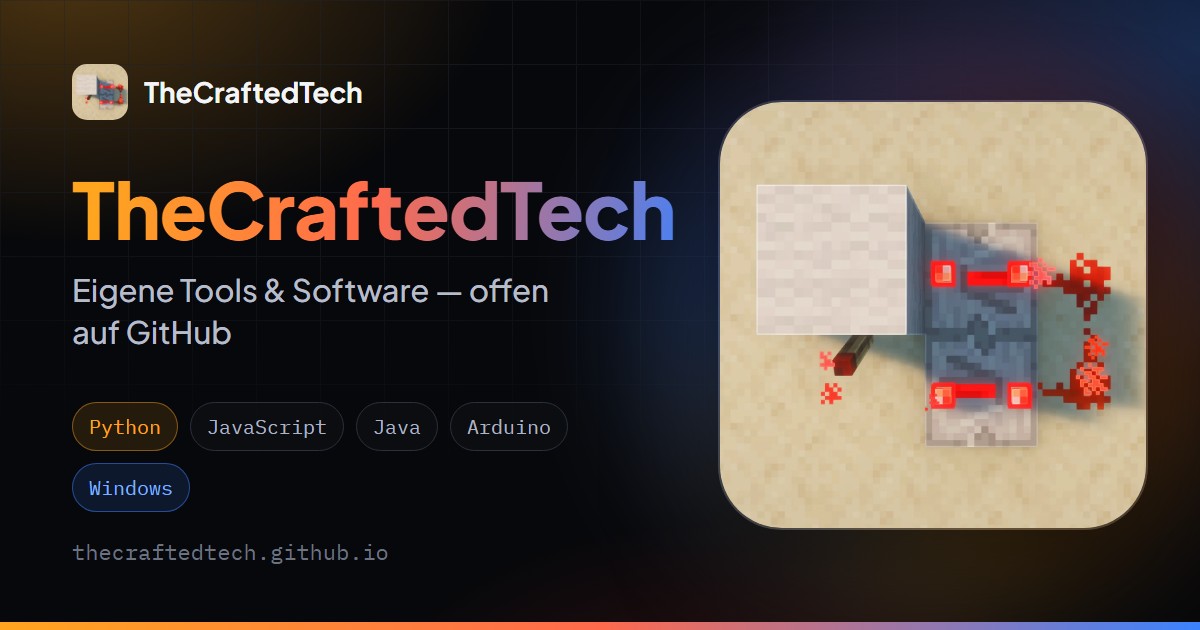 TheCraftedTech
TheCraftedTech
Eigene Tools & Software — offen
auf GitHub
Python
JavaScript
Java
Arduino
Windows
thecraftedtech.github.io